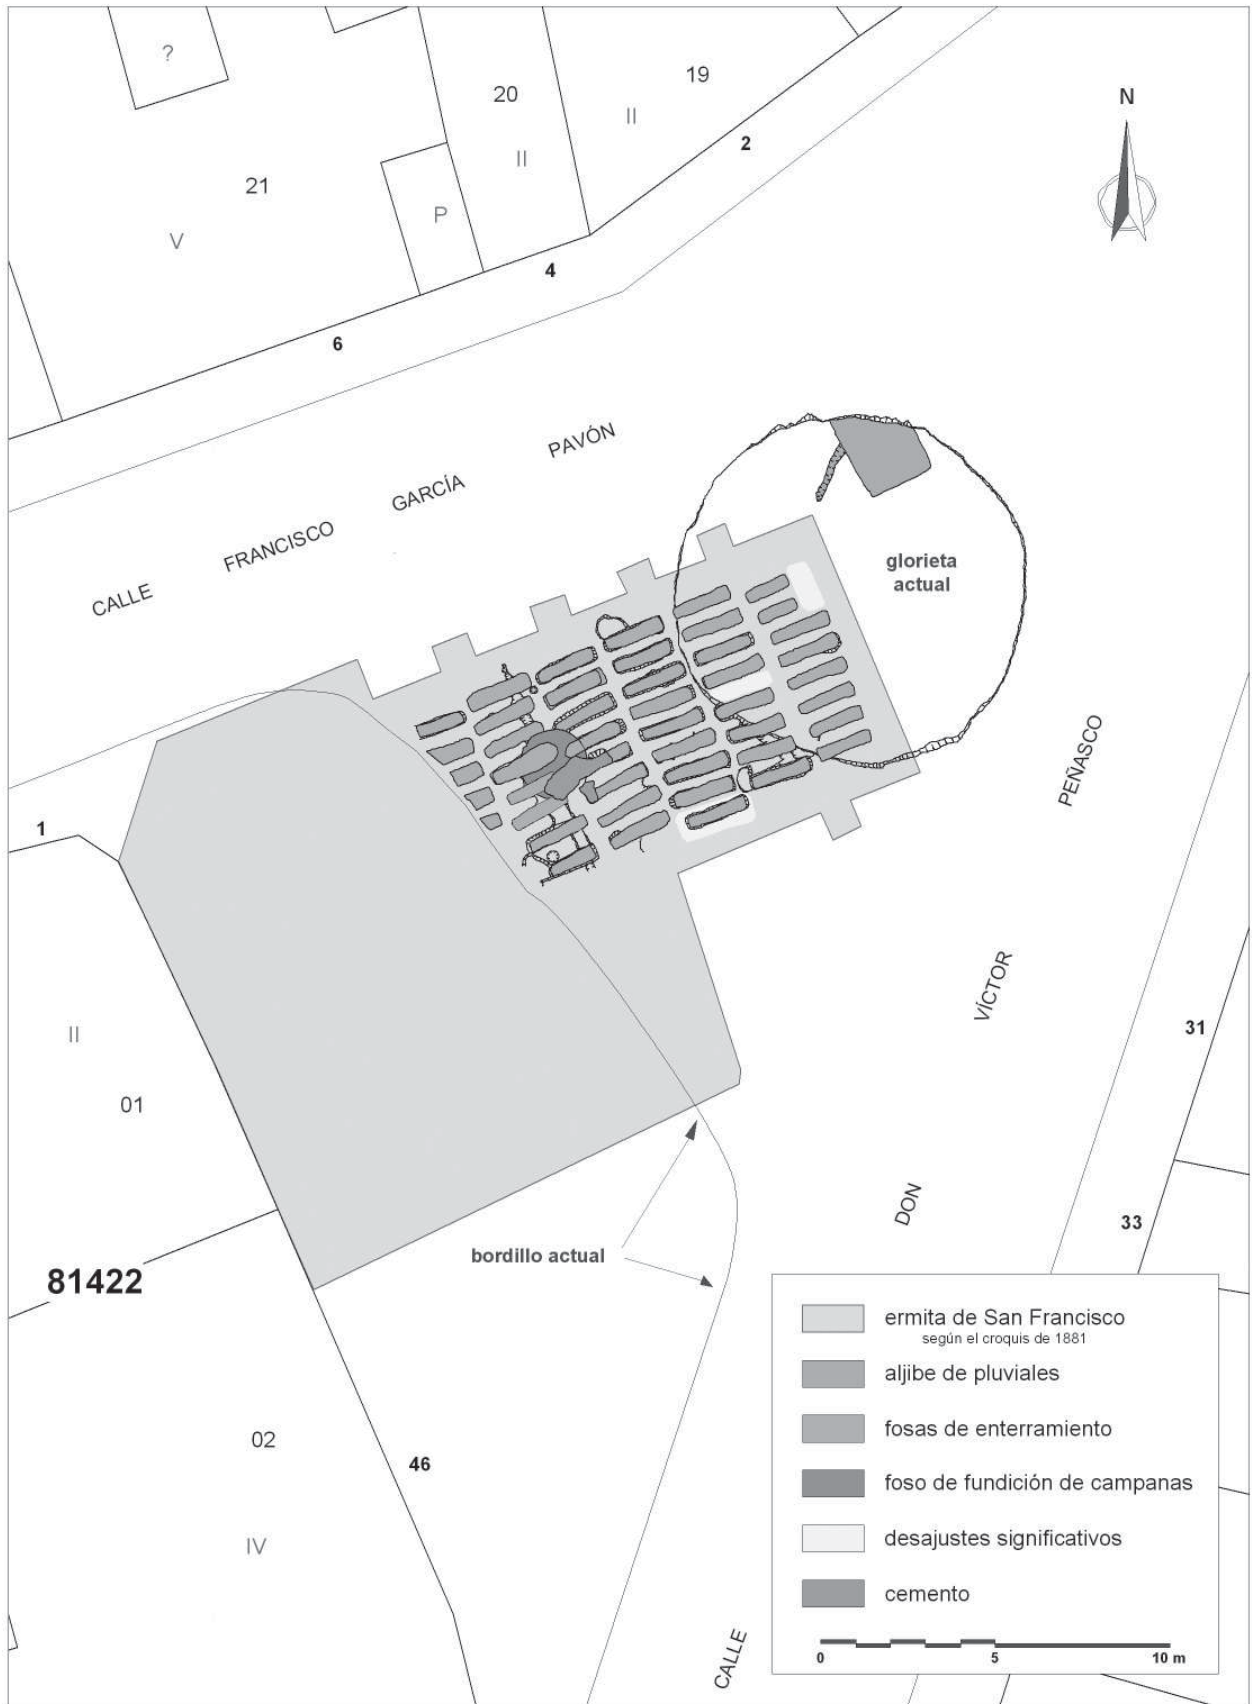 ?
19
20
II
N
2
II
21
P
V
4
6
PAVÓN
GARCÍA
FRANCISCO
CALLE
glorieta
actual
PEÑASCO
1
VÍCTOR
31
II
01
DON
33
bordillo actual
81422
02
46
IV
CALLE
ermita de San Francisco
según el croquis de 1881
aljibe de pluviales
fosas de enterramiento
foso de fundición de campanas
desajustes significativos
cemento
0 5 10 m